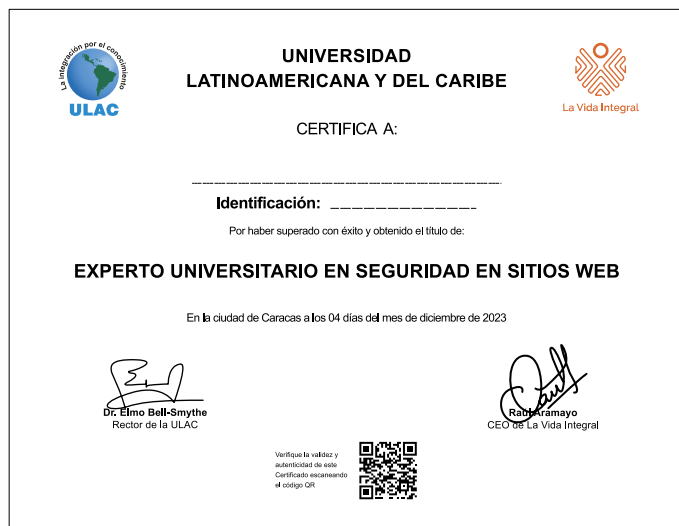 La integración por el conocimiento
ULAC
UNIVERSIDAD
LATINOAMERICANA Y DEL CARIBE
La Vida Integral
CERTIFICA A:
Identificación:
Por haber superado con éxito y obtenido el título de:
EXPERTO UNIVERSITARIO EN SEGURIDAD EN SITIOS WEB
En la ciudad de Caracas a los 04 días del mes de diciembre de 2023
Dr. Elmo Bell-Smythe
Rector de la ULAC
Raúl Aramayo
CEO de La Vida Integral
Verifique la validez y
autenticidad de este
Certificado escaneando
el código QR